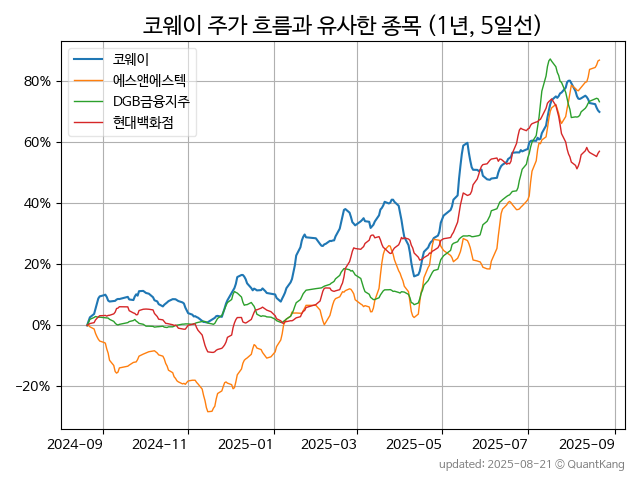 코웨이 주가 흐름과 유사한 종목 (1년, 5일선)
코웨이
에스앤에스텍
DGB금융지주
현대백화점
80%
60%
40%
20%
0%
−20%
2024-09 2024-11 2025-01 2025-03 2025-05 2025-07 2025-09
updated: 2025-08-21 © QuantKang